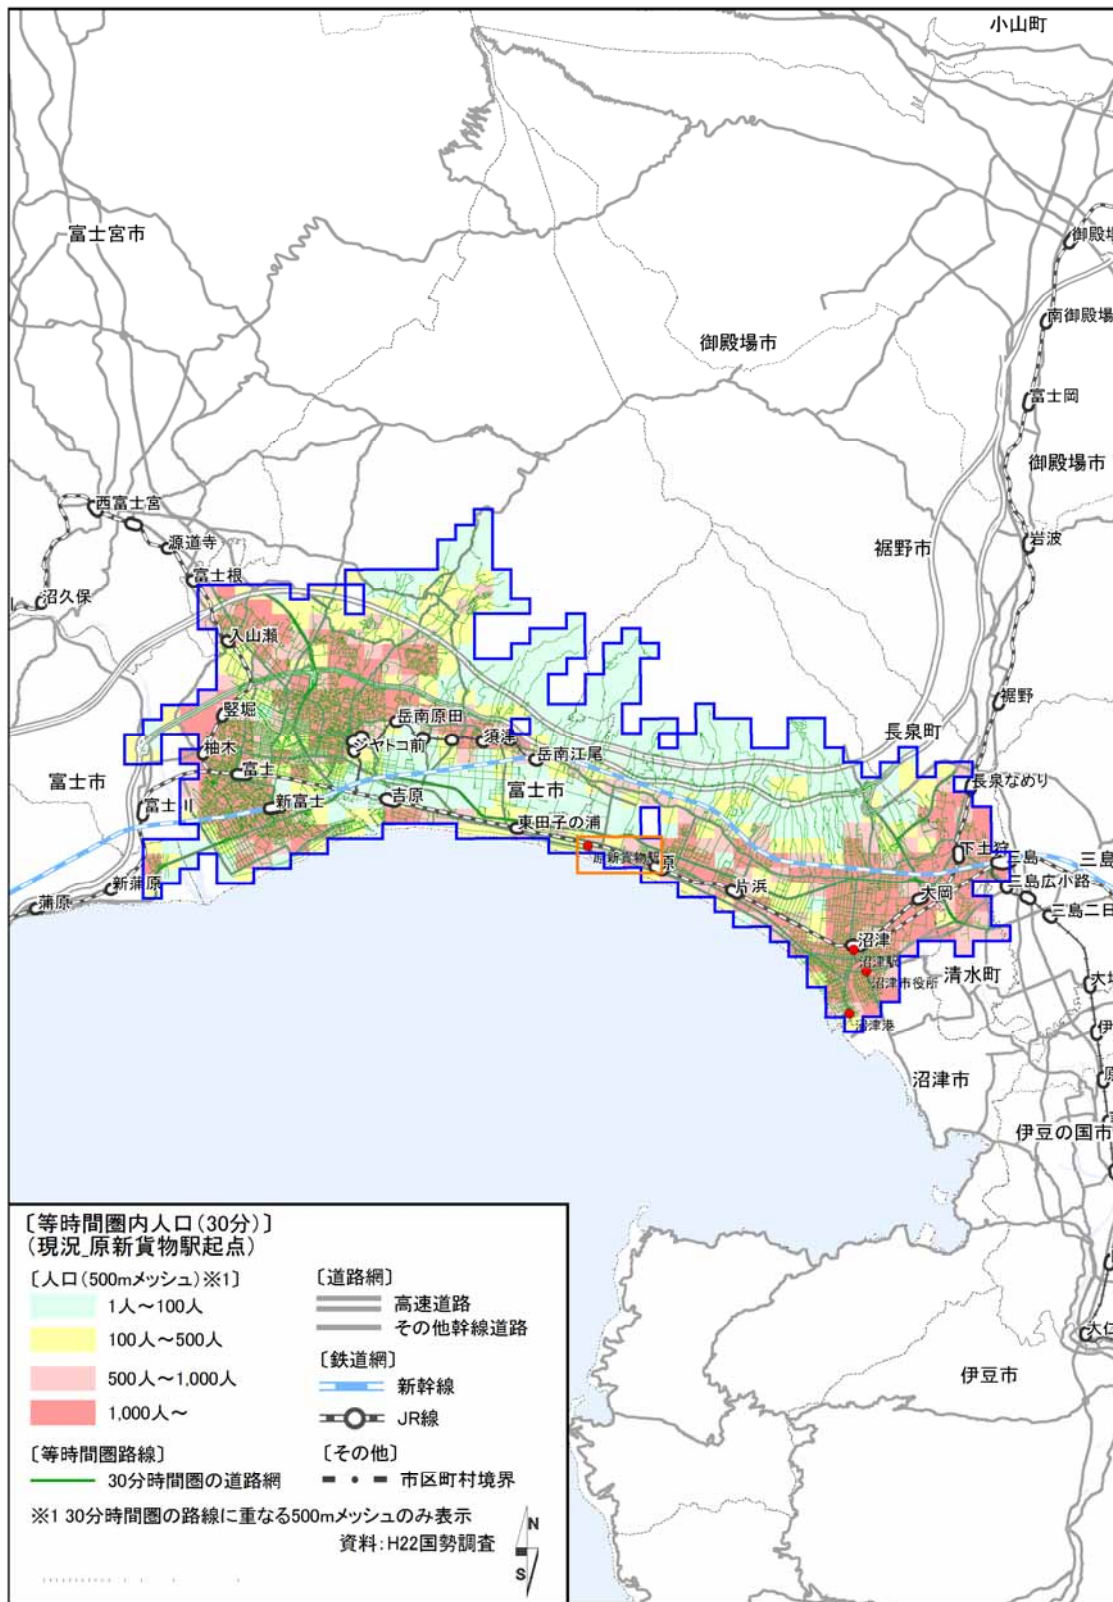 小山町
富士宮市
御殿場
南御殿場
御殿場市
富士岡
御殿場市
西富士宮
源道寺
岩波
裾野市
富士根
沼久保
入山瀬
裾野
竪堀
岳南原田
長泉町
ジヤトコ前
須津
柚木
岳南江尾
富士市
富士
富士市
長泉なめり
新富士
吉原
富士川
東田子の浦
原新貨物駅
原
下土狩
三島
三島
新蒲原
片浜
大岡
三島広小路
蒲原
三島二日
沼津
沼津駅
沼津市役所
清水町
沼津港
沼津市
伊豆の国市
大仁
伊豆市
〔等時間圏内人口(30分)〕
(現況_原新貨物駅起点)
〔人口(500mメッシュ)※1〕
1人～100人
100人～500人
500人～1,000人
1,000人～
〔等時間圏路線〕
30分時間圏の道路網
〔道路網〕
高速道路
その他幹線道路
〔鉄道網〕
新幹線
JR線
〔その他〕
市区町村境界
※1 30分時間圏の路線に重なる500mメッシュのみ表示
資料:H22国勢調査
N
S